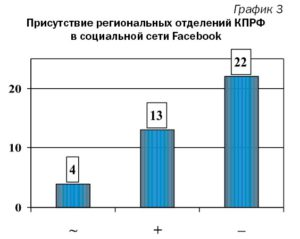 График 3
Присутствие региональных отделений КПРФ
в социальной сети Facebook
22
20
13
10
4
0
~ + –